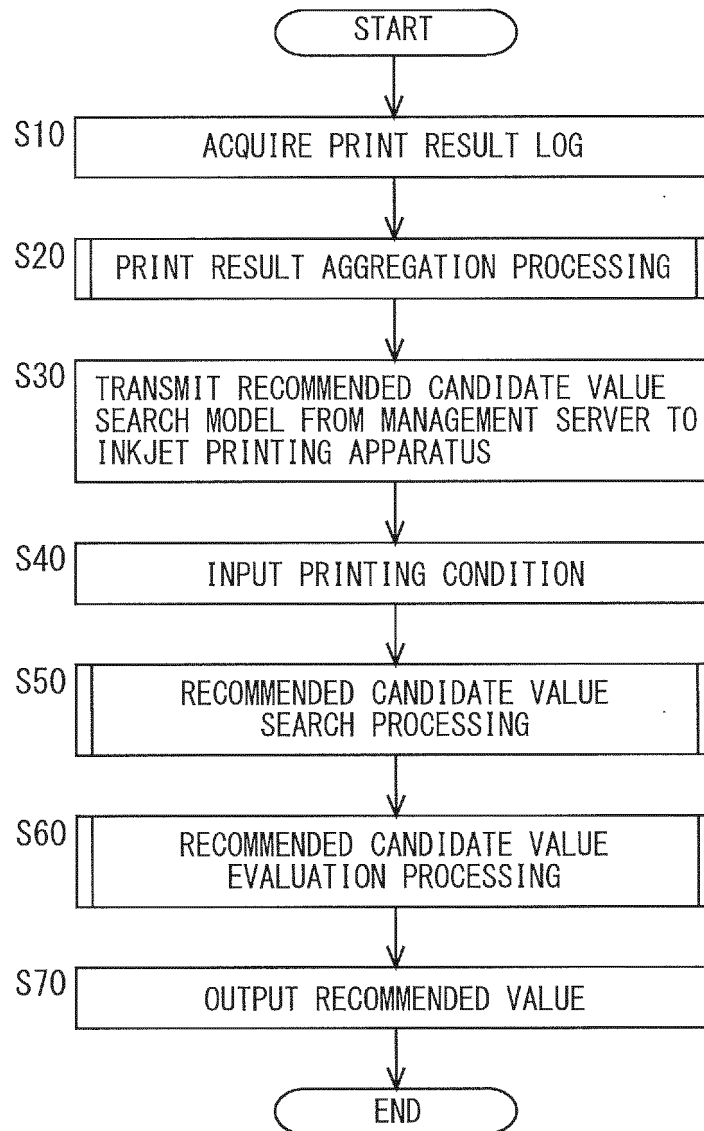 START
S10
ACQUIRE PRINT RESULT LOG
S20
PRINT RESULT AGGREGATION PROCESSING
S30
TRANSMIT RECOMMENDED CANDIDATE VALUE
SEARCH MODEL FROM MANAGEMENT SERVER TO
INKJET PRINTING APPARATUS
S40
INPUT PRINTING CONDITION
S50
RECOMMENDED CANDIDATE VALUE
SEARCH PROCESSING
S60
RECOMMENDED CANDIDATE VALUE
EVALUATION PROCESSING
S70
OUTPUT RECOMMENDED VALUE
END